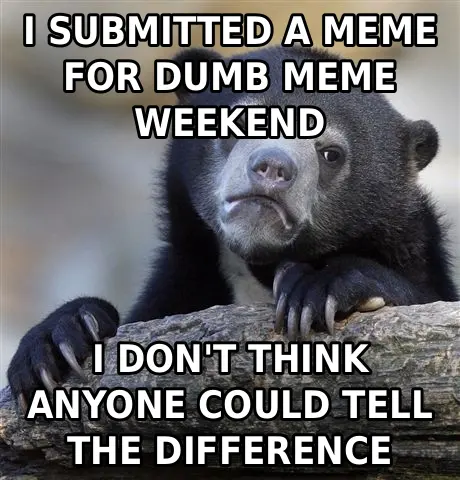 I SUBMITTED A MEME
FOR DUMB MEME
WEEKEND
I DON'T THINK
ANYONE COULD TELL
THE DIFFERENCE